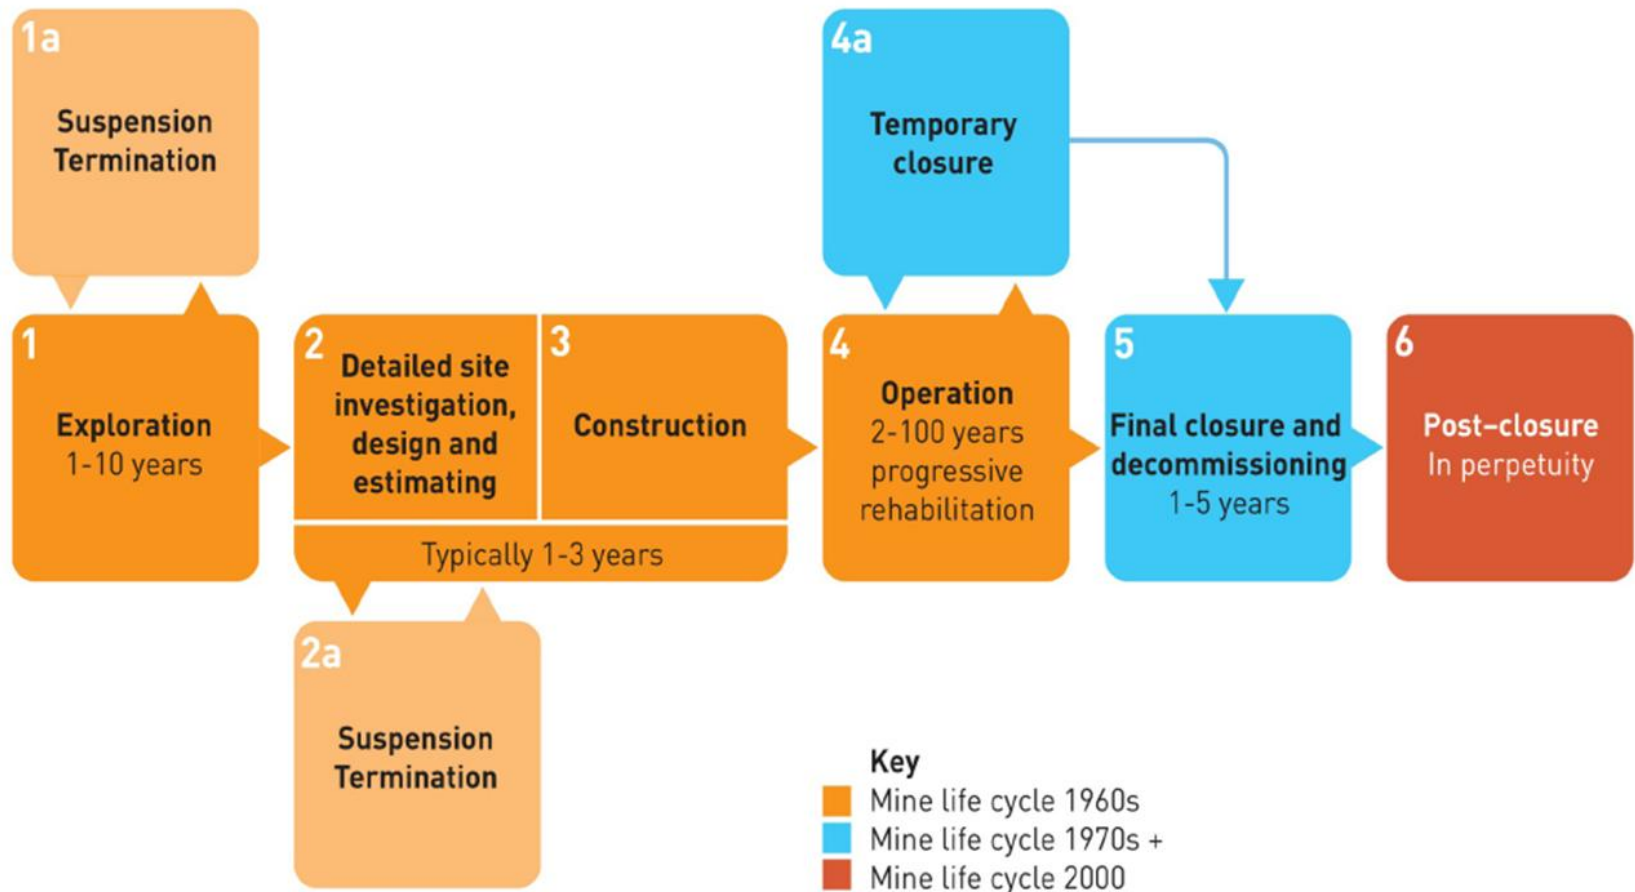 1a
Suspension
Termination
4a
Temporary
closure
1
Exploration
1-10 years
2
Detailed site
investigation,
design and
estimating
3
Construction
Typically 1-3 years
4
Operation
2-100 years
progressive
rehabilitation
5
Final closure and
decommissioning
1-5 years
6
Post–closure
In perpetuity
2a
Suspension
Termination
Key
Mine life cycle 1960s
Mine life cycle 1970s +
Mine life cycle 2000